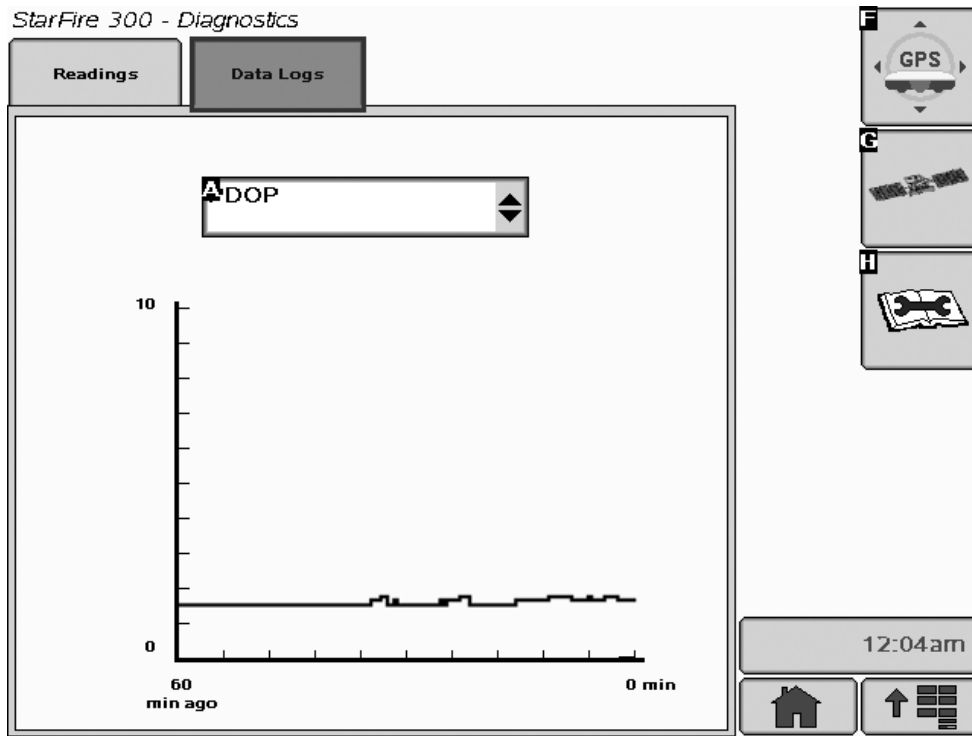 StarFire 300 - Diagnostics
Readings
Data Logs
A
DOP
10
0
60
min ago
0 min
F
GPS
G
H
12:04am